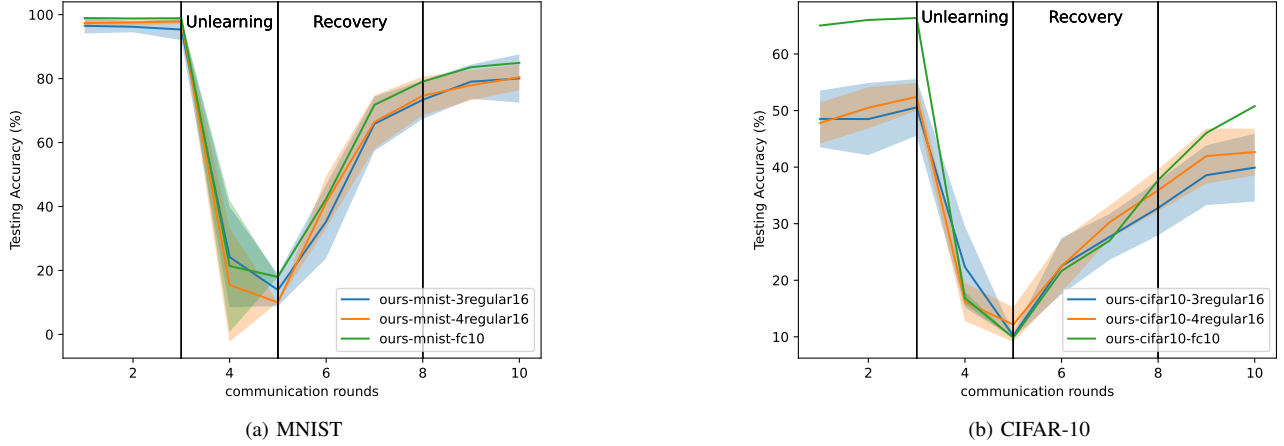 Unlearning
Recovery
100
80
60
40
20
0
Testing Accuracy (%)
ours-mnist-3regular16
ours-mnist-4regular16
ours-mnist-fc10
2
4
6
8
10
communication rounds
(a) MNIST
Unlearning
Recovery
60
50
40
30
20
10
Testing Accuracy (%)
ours-cifar10-3regular16
ours-cifar10-4regular16
ours-cifar10-fc10
2
4
6
8
10
communication rounds
(b) CIFAR-10